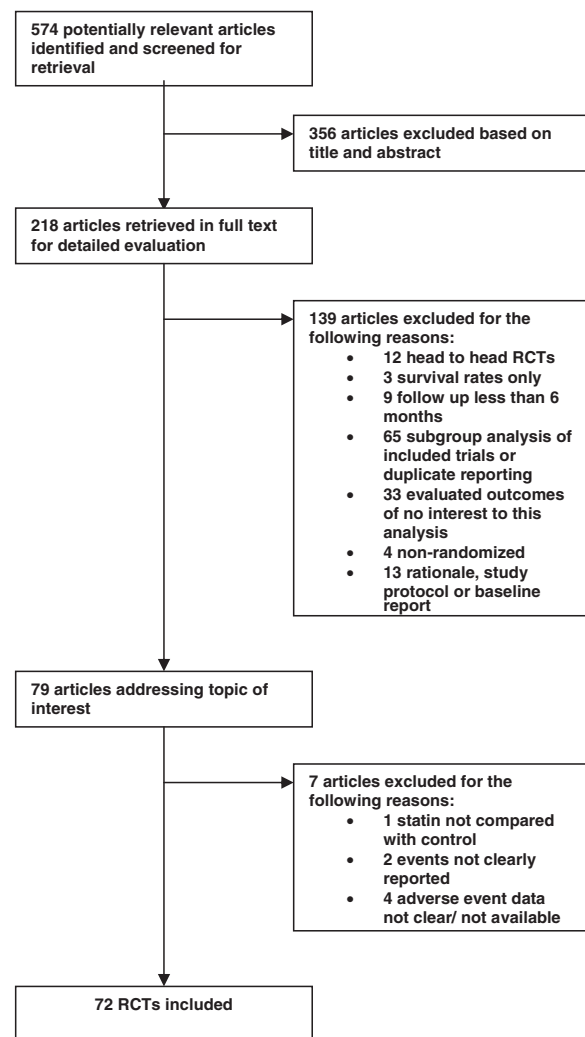 574 potentially relevant articles
identified and screened for
retrieval
356 articles excluded based on
title and abstract
218 articles retrieved in full text
for detailed evaluation
139 articles excluded for the
following reasons:
• 12 head to head RCTs
• 3 survival rates only
• 9 follow up less than 6
months
• 65 subgroup analysis of
included trials or
duplicate reporting
• 33 evaluated outcomes
of no interest to this
analysis
• 4 non-randomized
• 13 rationale, study
protocol or baseline
report
79 articles addressing topic of
interest
7 articles excluded for the
following reasons:
• 1 statin not compared
with control
• 2 events not clearly
reported
• 4 adverse event data
not clear/ not available
72 RCTs included